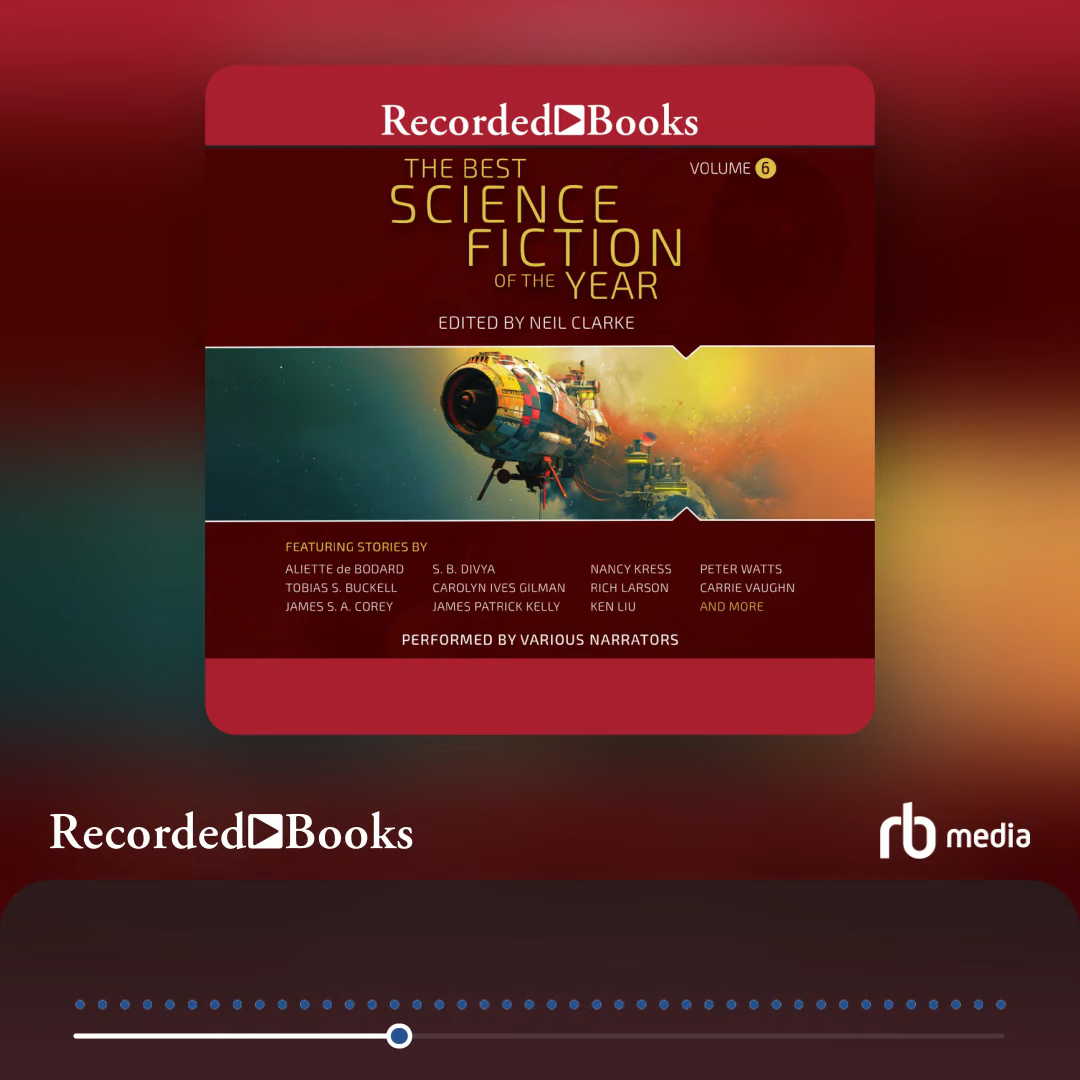 Recorded Books
THE BEST
VOLUME 6
SCIENCE
FICTION
OF THE YEAR
EDITED BY NEIL CLARKE
FEATURING STORIES BY
ALIETTE de BODARD
TOBIAS S. BUCKELL
JAMES S. A. COREY
S. B. DIVYA
CAROLYN IVES GILMAN
JAMES PATRICK KELLY
NANCY KRESS
RICH LARSON
KEN LIU
PETER WATTS
CARRIE VAUGHN
AND MORE
PERFORMED BY VARIOUS NARRATORS
Recorded Books
rb media